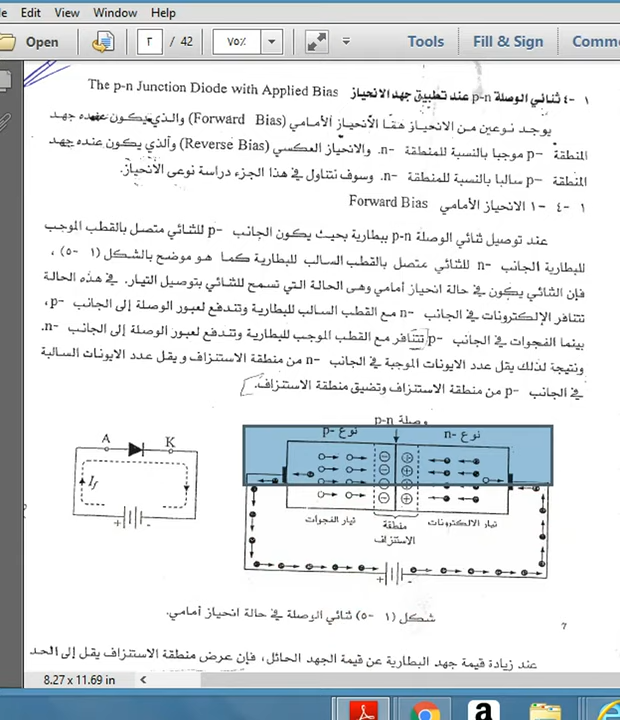 le Edit View Window Help
Open ٣ / 42 ٧٥% Tools Fill & Sign Comme
١ -٤ ثنائي الوصلة p-n عند تطبيق جهد الانحياز The p-n Junction Diode with Applied Bias
يوجد نوعين من الانحياز هما الانحياز الأمامي (Forward Bias) والذي يكون عنده جهد
المنطقة p- موجبا بالنسبة للمنطقة n-. والانحياز العكسي (Reverse Bias) والذي يكون عنده جهد
المنطقة p- سالبا بالنسبة للمنطقة n-. وسوف نتناول في هذا الجزء دراسة نوعى الانحياز.
١ -٤ -١ الانحياز الأمامي Forward Bias
عند توصيل ثنائي الوصلة p-n ببطارية بحيث يكون الجانب p- للثنائي متصل بالقطب الموجب
للبطارية الجانب n- للثنائي متصل بالقطب السالب للبطارية كما هو موضح بالشكل (١ -٥) ،
فإن الثنائي يكون في حالة انحياز أمامي وهى الحالة التي تسمح للثنائي بتوصيل التيار. في هذه الحالة
تتنافر الإلكترونات في الجانب n- مع القطب السالب للبطارية وتندفع لعبور الوصلة إلى الجانب p- ،
بينما الفجوات في الجانب p- تتنافر مع القطب الموجب للبطارية وتندفع لعبور الوصلة إلى الجانب n-.
ونتيجة لذلك يقل عدد الايونات الموجبة في الجانب n- من منطقة الاستنزاف و يقل عدد الايونات السالبة
في الجانب p- من منطقة الاستنزاف وتضيق منطقة الاستنزاف.
وصلة p-n
نوع p- نوع n-
A K
If
تيار الفجوات منطقة الاستنزاف تيار الالكترونات
+ - + -
شكل (١ -٥) ثنائي الوصلة في حالة انحياز أمامي.
7
عند زيادة قيمة جهد البطارية عن قيمة الجهد الحائل، فإن عرض منطقة الاستنزاف يقل إلى الحد
8.27 x 11.69 in